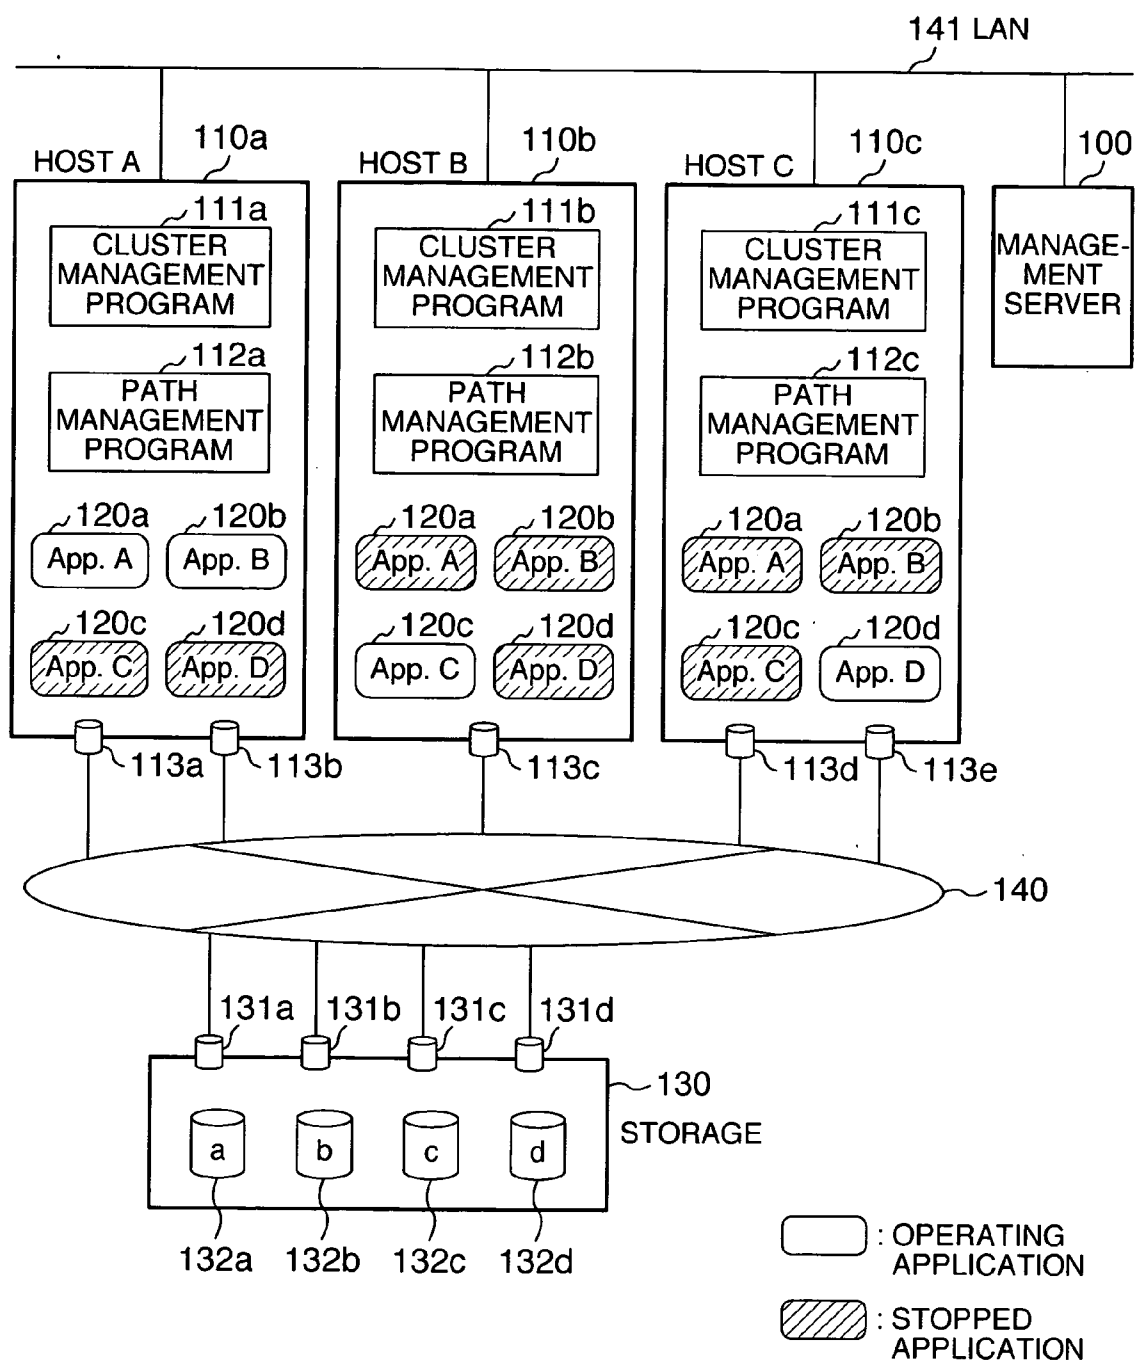 141 LAN
HOST A
110a
HOST B
110b
HOST C
110c
100
111a
CLUSTER
MANAGEMENT
PROGRAM
112a
PATH
MANAGEMENT
PROGRAM
120a
App. A
120b
App. B
120c
App. C
120d
App. D
111b
CLUSTER
MANAGEMENT
PROGRAM
112b
PATH
MANAGEMENT
PROGRAM
120a
App. A
120b
App. B
120c
App. C
120d
App. D
111c
CLUSTER
MANAGEMENT
PROGRAM
112c
PATH
MANAGEMENT
PROGRAM
120a
App. A
120b
App. B
120c
App. C
120d
App. D
MANAGE-
MENT
SERVER
113a
113b
113c
113d
113e
140
131a
131b
131c
131d
130
STORAGE
a
b
c
d
132a
132b
132c
132d
: OPERATING
APPLICATION
: STOPPED
APPLICATION